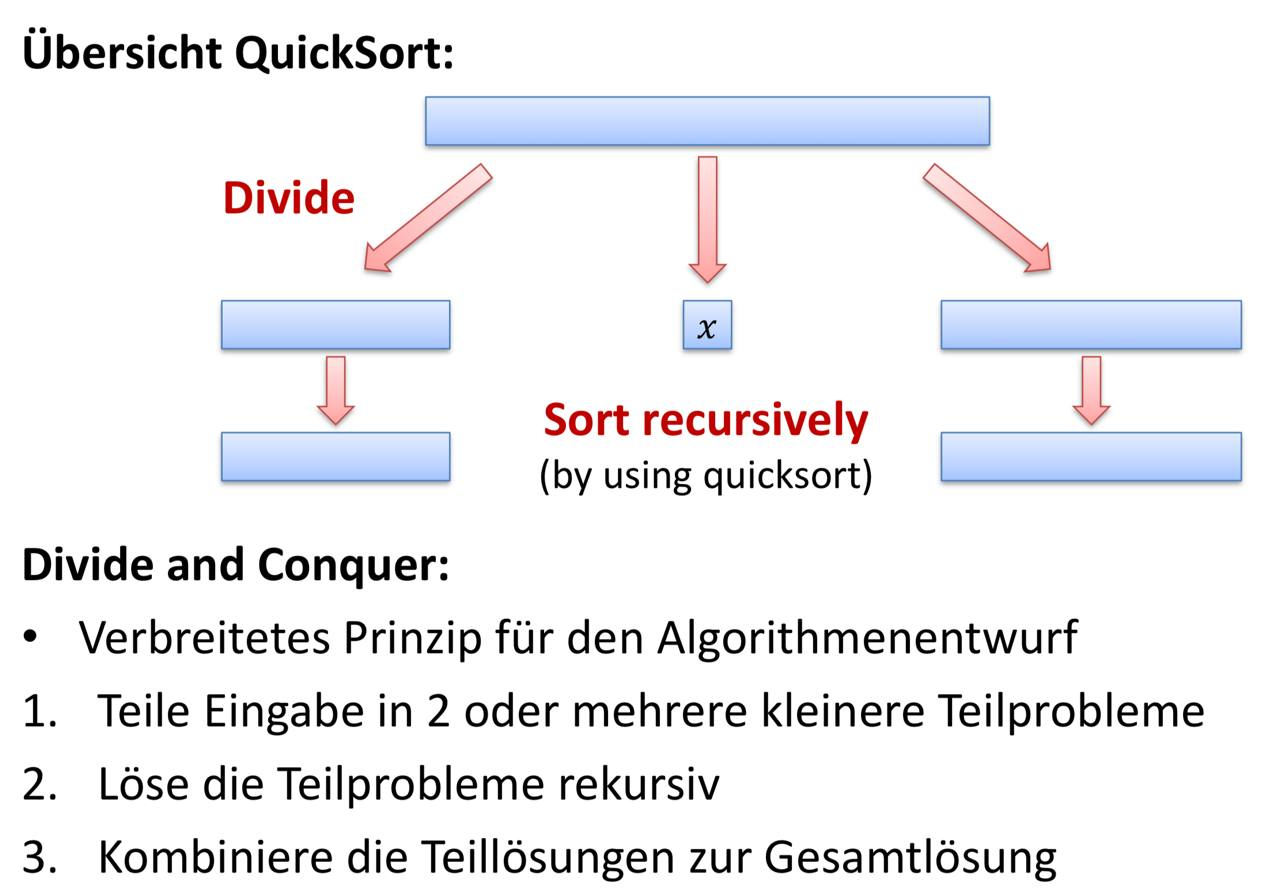 Übersicht QuickSort:
Divide
x
Sort recursively
(by using quicksort)
Divide and Conquer:
• Verbreitetes Prinzip für den Algorithmenentwurf
1. Teile Eingabe in 2 oder mehrere kleinere Teilprobleme
2. Löse die Teilprobleme rekursiv
3. Kombiniere die Teillösungen zur Gesamtlösung